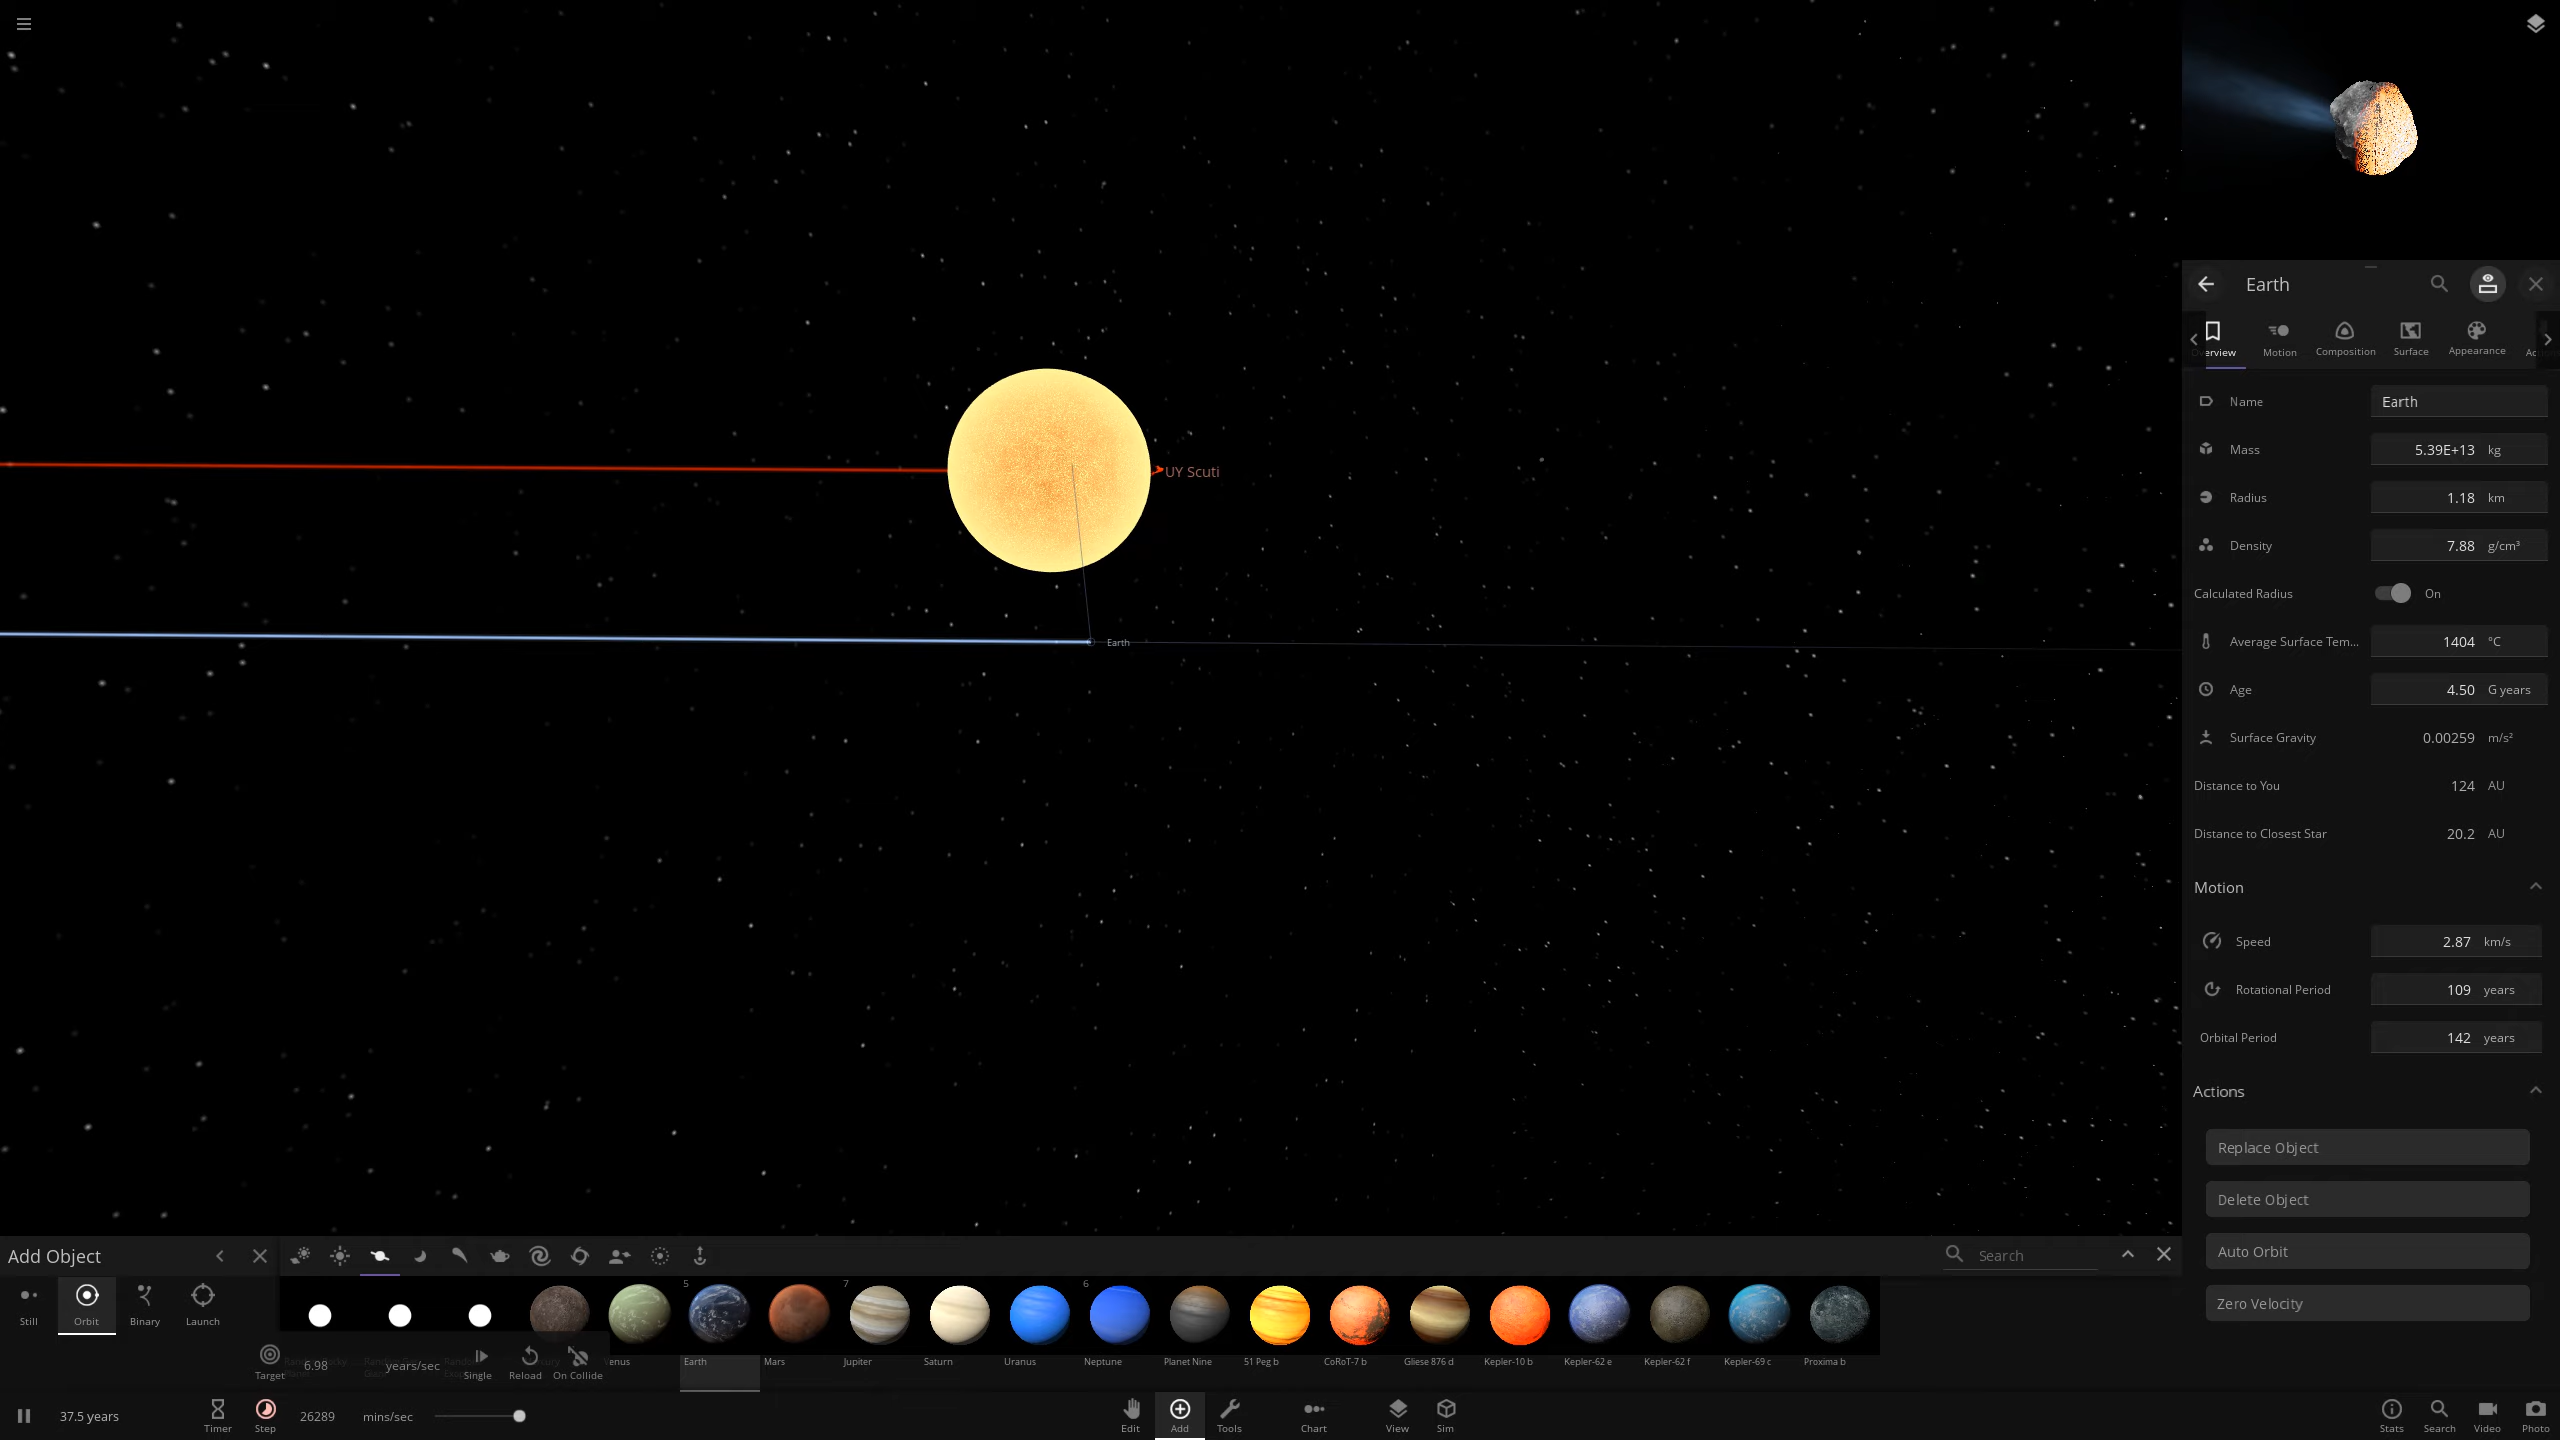 UY Scuti
Earth
Earth
Overview
Motion
Composition
Surface
Appearance
Name
Earth
Mass
5.39E+13 kg
Radius
1.18 km
Density
7.88 g/cm³
Calculated Radius
On
Average Surface Tem...
1404 °C
Age
4.50 G years
Surface Gravity
0.00259 m/s²
Distance to You
124 AU
Distance to Closest Star
20.2 AU
Motion
Speed
2.87 km/s
Rotational Period
109 years
Orbital Period
142 years
Actions
Replace Object
Delete Object
Auto Orbit
Zero Velocity
Add Object
Search
Still
Orbit
Binary
Launch
5
7
6
Venus
Earth
Mars
Jupiter
Saturn
Uranus
Neptune
Planet Nine
51 Peg b
CoRoT-7 b
Gliese 876 d
Kepler-10 b
Kepler-62 e
Kepler-62 f
Kepler-69 c
Proxima b
Target
6.98 years/sec
Single
Reload
On Collide
37.5 years
Timer
Step
26289 mins/sec
Edit
Add
Tools
Chart
View
Sim
Stats
Search
Video
Photo